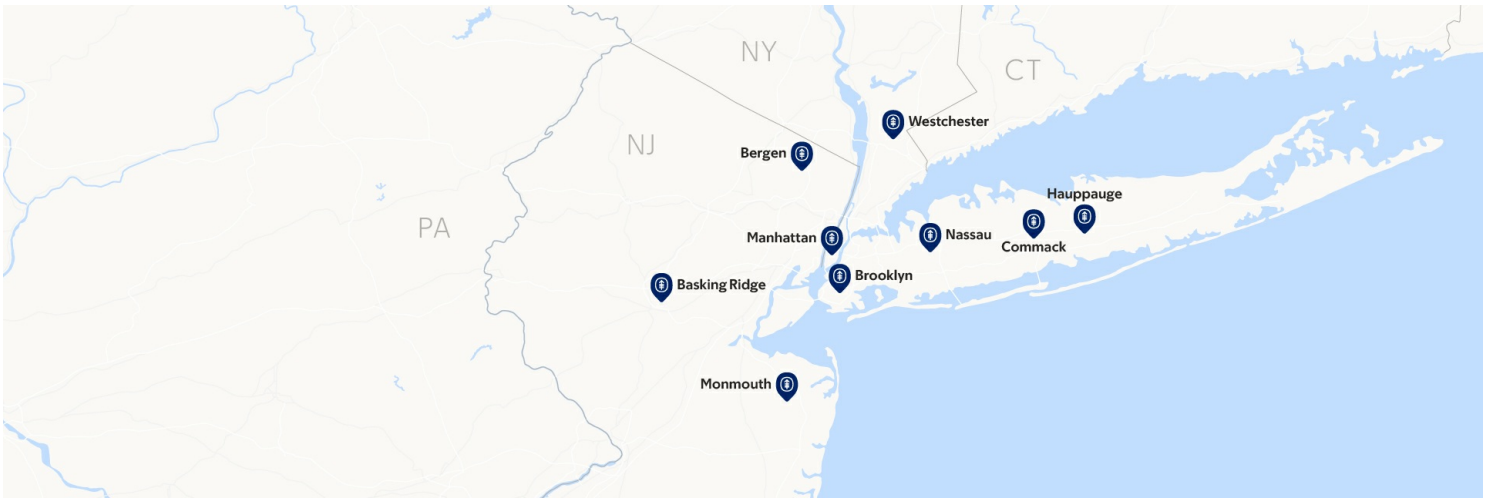 NY
CT
Westchester
NJ
Bergen
Hauppauge
PA
Manhattan
Nassau
Commack
Brooklyn
Basking Ridge
Monmouth